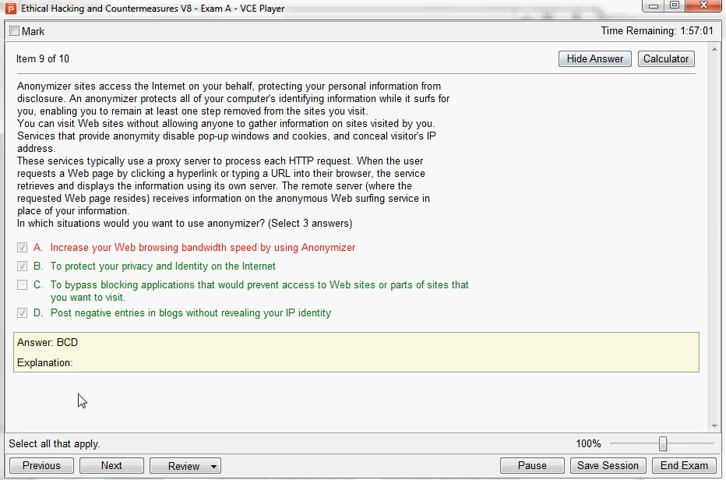 Ethical Hacking and Countermeasures V8 - Exam A - VCE Player
Mark
Time Remaining: 1:57:01
Item 9 of 10
Hide Answer
Calculator
Anonymizer sites access the Internet on your behalf, protecting your personal information from
disclosure. An anonymizer protects all of your computer's identifying information while it surfs for
you, enabling you to remain at least one step removed from the sites you visit.
You can visit Web sites without allowing anyone to gather information on sites visited by you.
Services that provide anonymity disable pop-up windows and cookies, and conceal visitor's IP
address.
These services typically use a proxy server to process each HTTP request. When the user
requests a Web page by clicking a hyperlink or typing a URL into their browser, the service
retrieves and displays the information using its own server. The remote server (where the
requested Web page resides) receives information on the anonymous Web surfing service in
place of your information.
In which situations would you want to use anonymizer? (Select 3 answers)
A. Increase your Web browsing bandwidth speed by using Anonymizer
B. To protect your privacy and Identity on the Internet
C. To bypass blocking applications that would prevent access to Web sites or parts of sites that
you want to visit.
D. Post negative entries in blogs without revealing your IP identity
Answer: BCD
Explanation:
Select all that apply.
100%
Previous
Next
Review
Pause
Save Session
End Exam